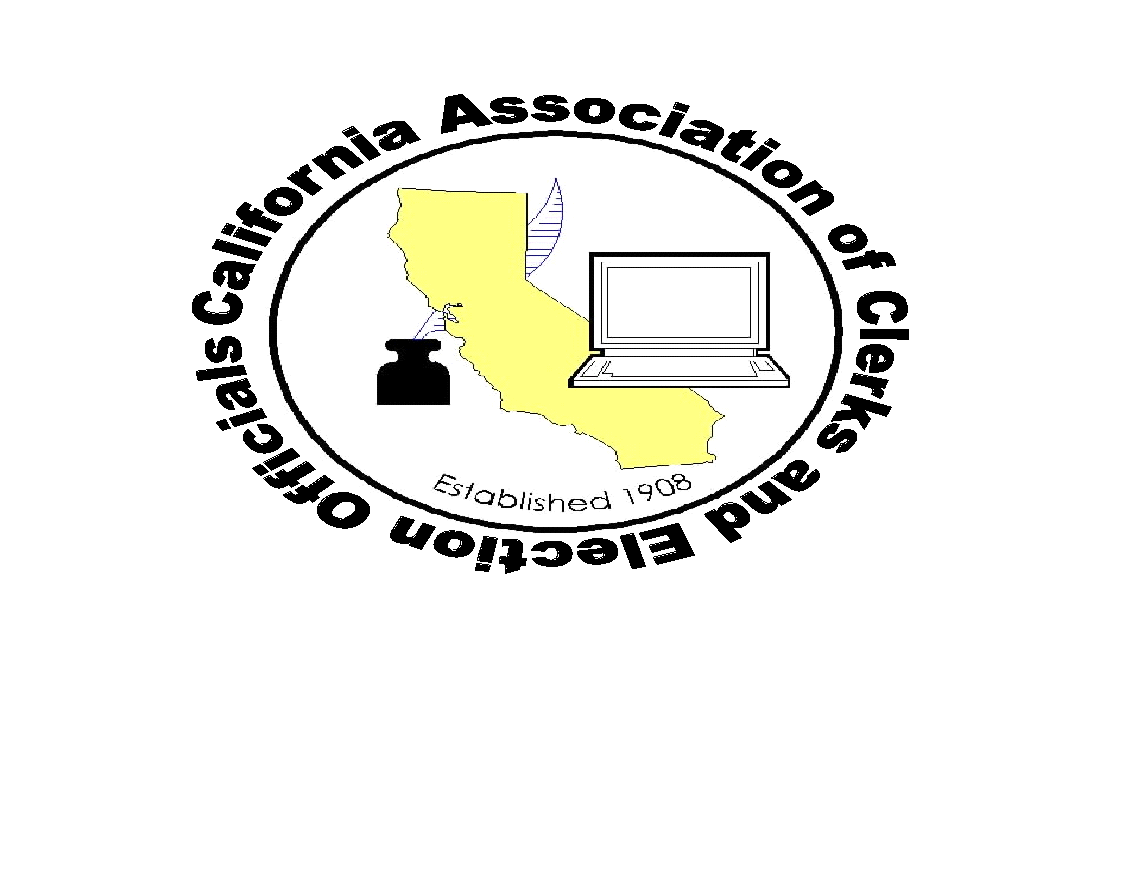 California Association of Clerks and Election Officials
Established 1908